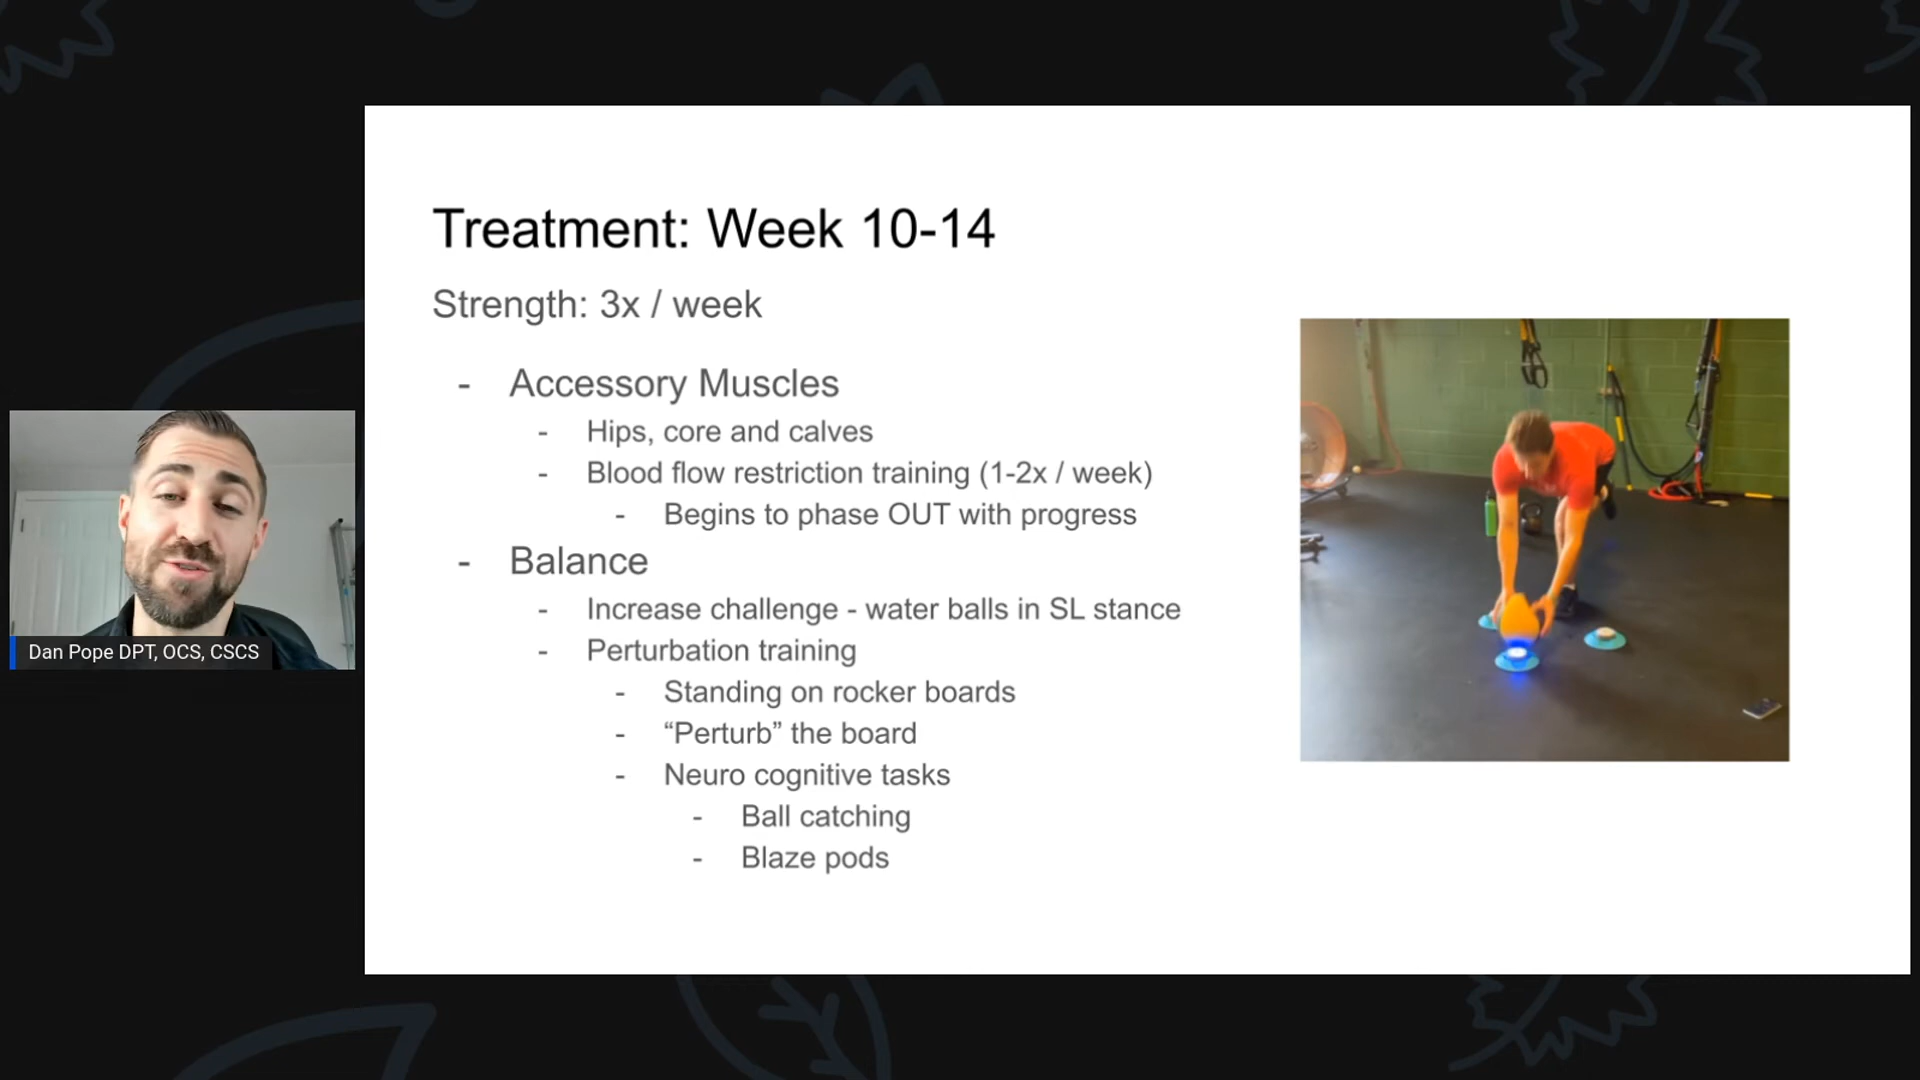 Treatment: Week 10-14
Strength: 3x / week
- Accessory Muscles
- Hips, core and calves
- Blood flow restriction training (1-2x / week)
- Begins to phase OUT with progress
- Balance
- Increase challenge - water balls in SL stance
- Perturbation training
- Standing on rocker boards
- “Perturb” the board
- Neuro cognitive tasks
- Ball catching
- Blaze pods
Dan Pope DPT, OCS, CSCS